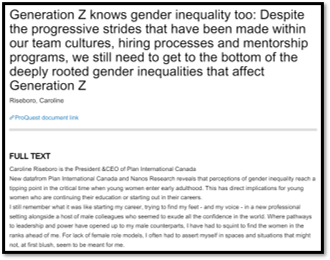 Generation Z knows gender inequality too: Despite
the progressive strides that have been made within
our team cultures, hiring processes and mentorship
programs, we still need to get to the bottom of the
deeply rooted gender inequalities that affect
Generation Z
Riseboro, Caroline
ProQuest document link
FULL TEXT
Caroline Riseboro is the President &CEO of Plan International Canada.
New datafrom Plan International Canada and Nanos Research reveals that perceptions of gender inequality reach a
tipping point in the critical time when young women enter early adulthood. This has direct implications for young
women who are continuing their education or starting out in their careers.
I still remember what it was like starting my career, trying to find my feet - and my voice - in a new professional
setting alongside a host of male colleagues who seemed to exude all the confidence in the world. Where pathways
to leadership and power have opened up to my male counterparts, I have had to squint to find the women in the
ranks ahead of me. For lack of female role models, I often had to assert myself in spaces and situations that might
not, at first blush, seem to be meant for me.